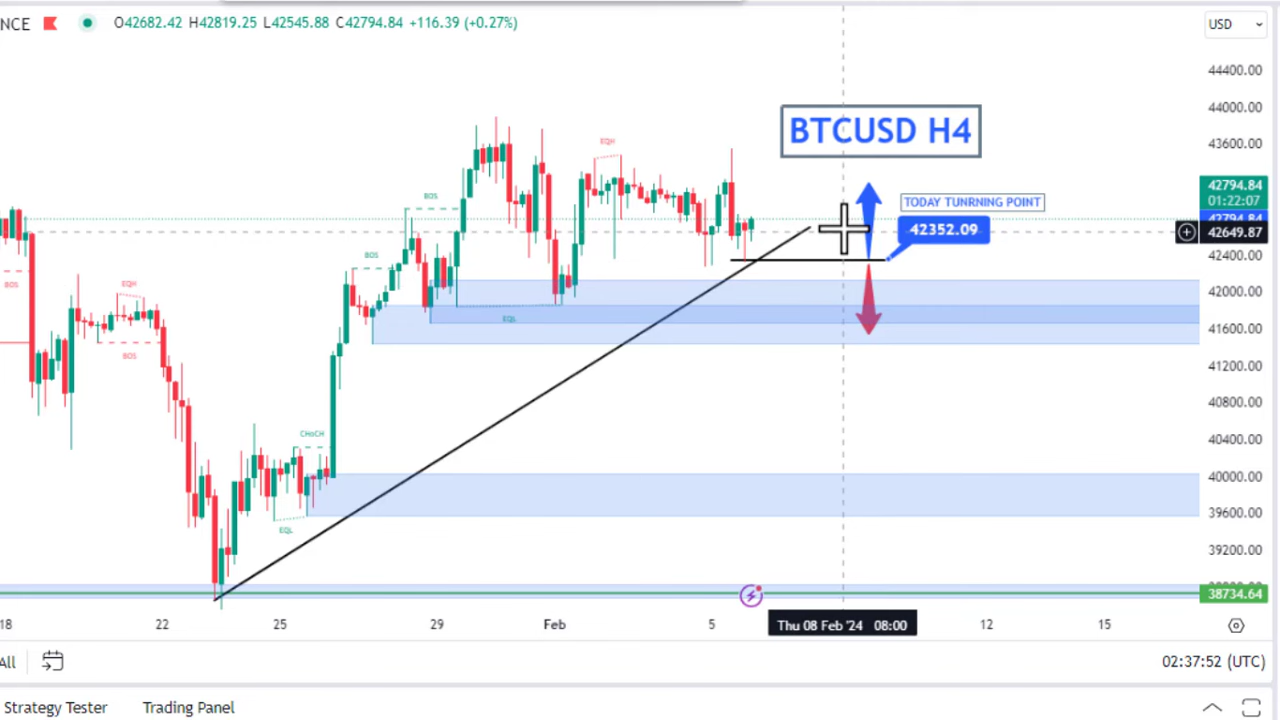 NCE O42682.42 H42819.25 L42545.88 C42794.84 +116.39 (+0.27%)
USD
44400.00
44000.00
43600.00
BTCUSD H4
42794.84
01:22:07
42794.84
42649.87
TODAY TUNRNING POINT
42352.09
42400.00
42000.00
41600.00
41200.00
40800.00
40400.00
40000.00
39600.00
39200.00
38734.64
BOS
EQH
BOS
EQL
CHoCH
EQL
BOS
BOS
EQH
EQL
18 22 25 29 Feb 5 Thu 08 Feb '24 08:00 12 15
All
02:37:52 (UTC)
Strategy Tester Trading Panel